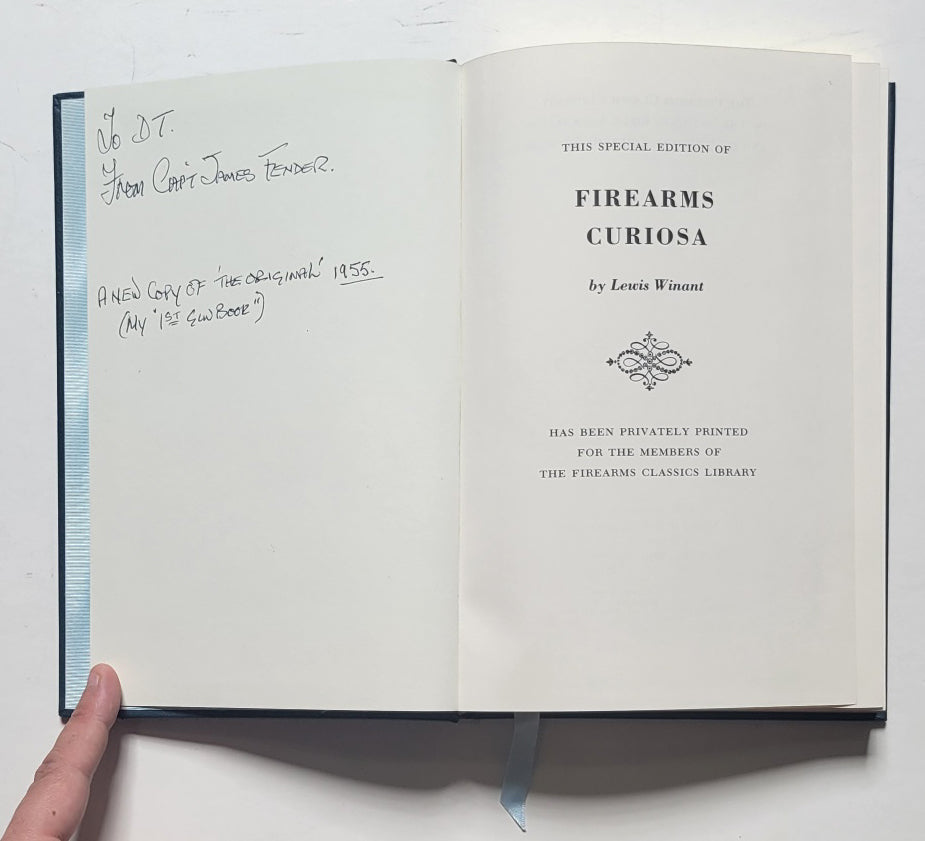 To DT.
From Capt James Fender.
A New Copy of 'The Original' 1955.
(My "1st Gun Book")
THIS SPECIAL EDITION OF
FIREARMS
CURIOSA
by Lewis Winant
HAS BEEN PRIVATELY PRINTED
FOR THE MEMBERS OF
THE FIREARMS CLASSICS LIBRARY